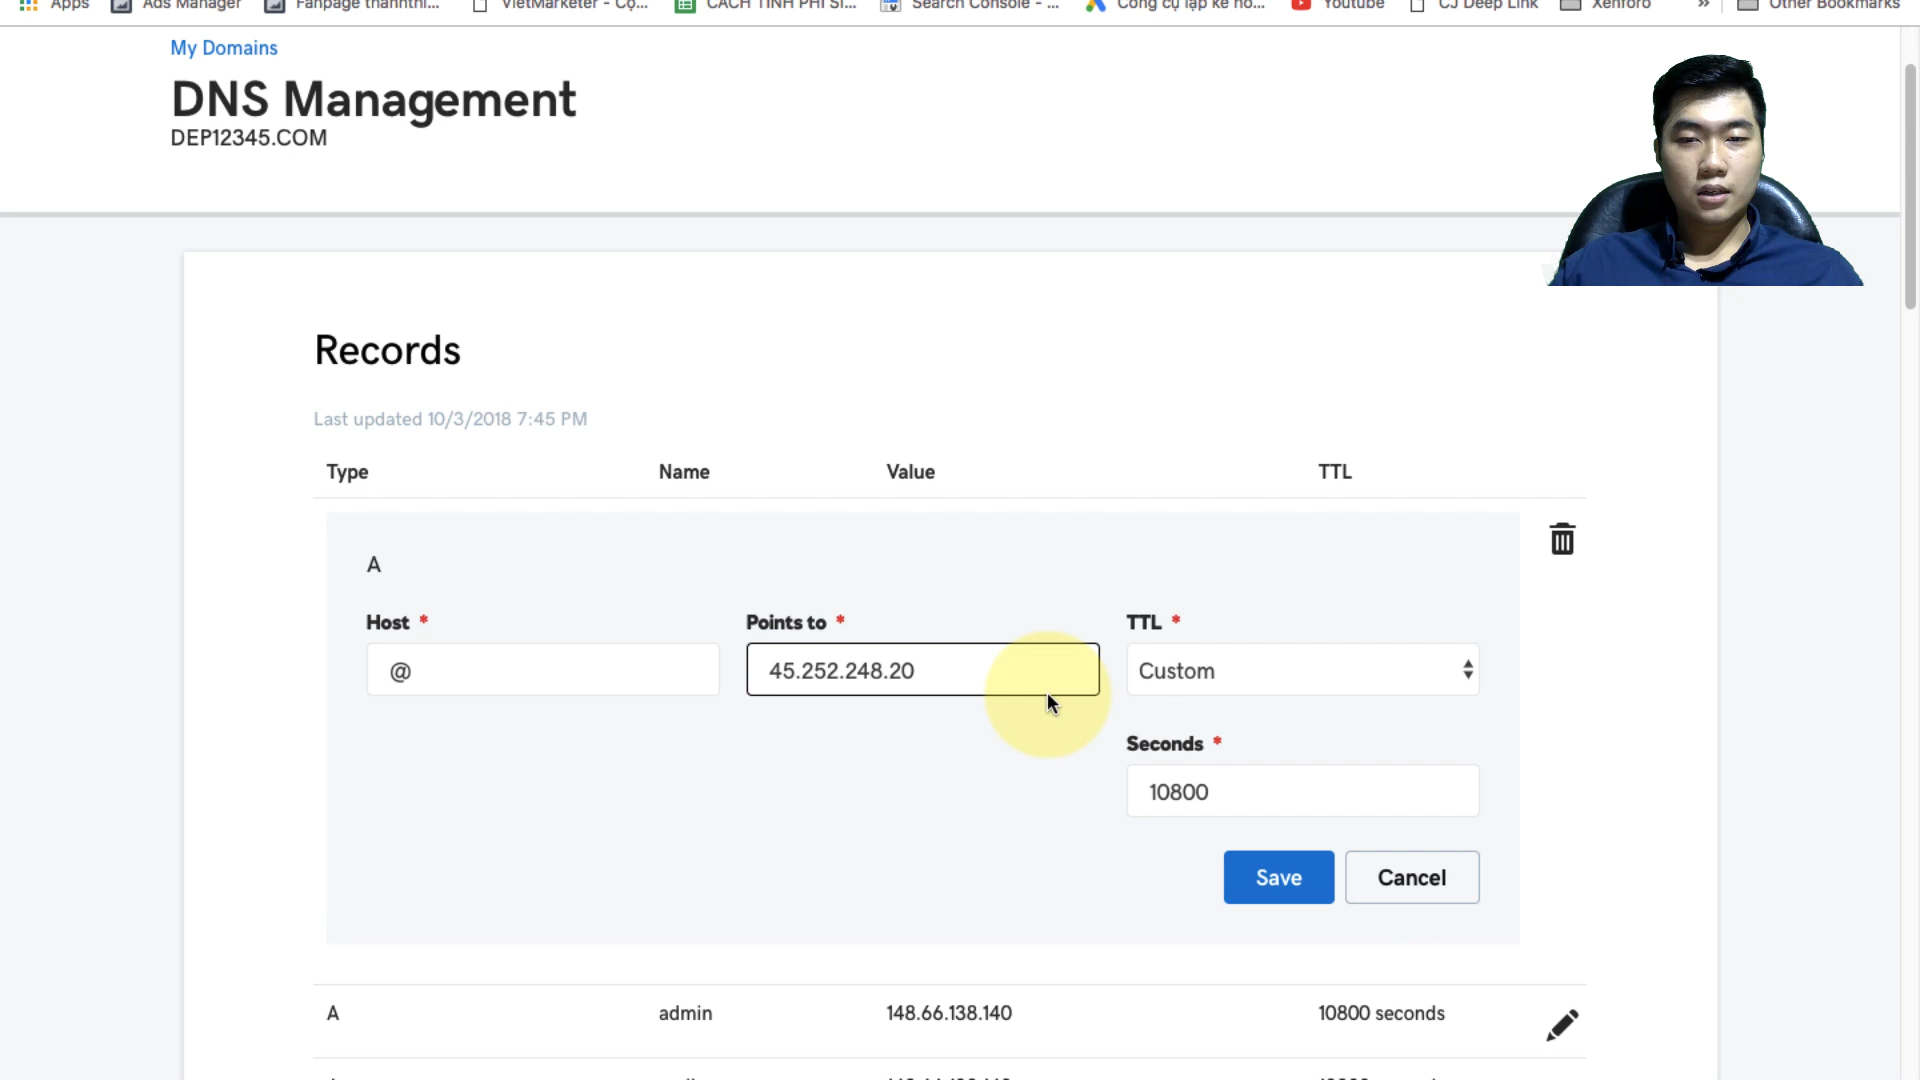 Apps Ads Manager Fanpage thanhthi... VietMarketer - Cộ... CÁCH TÍNH PHÍ SI... Search Console - ... Công cụ lập kế ho... Youtube CJ Deep Link Xenforo » Other Bookmarks
My Domains
DNS Management
DEP12345.COM
Records
Last updated 10/3/2018 7:45 PM
Type Name Value TTL
A
Host * Points to * TTL *
@ 45.252.248.20 Custom
Seconds *
10800
Save Cancel
A admin 148.66.138.140 10800 seconds